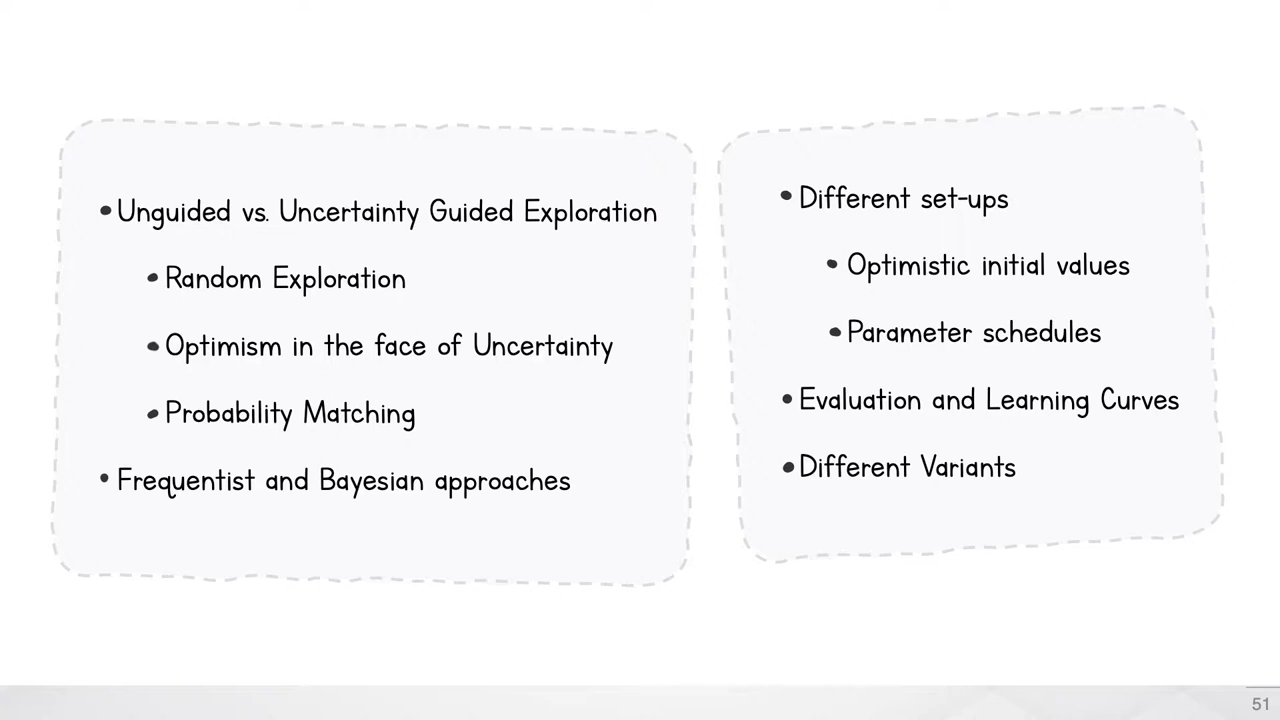 • Unguided vs. Uncertainty Guided Exploration
• Random Exploration
• Optimism in the face of Uncertainty
• Probability Matching
• Frequentist and Bayesian approaches
• Different set-ups
• Optimistic initial values
• Parameter schedules
• Evaluation and Learning Curves
• Different Variants
51